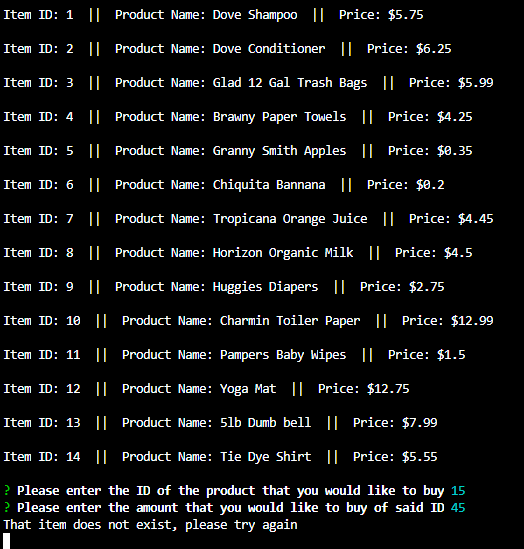 Item ID: 1 || Product Name: Dove Shampoo || Price: $5.75
Item ID: 2 || Product Name: Dove Conditioner || Price: $6.25
Item ID: 3 || Product Name: Glad 12 Gal Trash Bags || Price: $5.99
Item ID: 4 || Product Name: Brawny Paper Towels || Price: $4.25
Item ID: 5 || Product Name: Granny Smith Apples || Price: $0.35
Item ID: 6 || Product Name: Chiquita Bannana || Price: $0.2
Item ID: 7 || Product Name: Tropicana Orange Juice || Price: $4.45
Item ID: 8 || Product Name: Horizon Organic Milk || Price: $4.5
Item ID: 9 || Product Name: Huggies Diapers || Price: $2.75
Item ID: 10 || Product Name: Charmin Toiler Paper || Price: $12.99
Item ID: 11 || Product Name: Pampers Baby Wipes || Price: $1.5
Item ID: 12 || Product Name: Yoga Mat || Price: $12.75
Item ID: 13 || Product Name: 5lb Dumb bell || Price: $7.99
Item ID: 14 || Product Name: Tie Dye Shirt || Price: $5.55
? Please enter the ID of the product that you would like to buy 15
? Please enter the amount that you would like to buy of said ID 45
That item does not exist, please try again